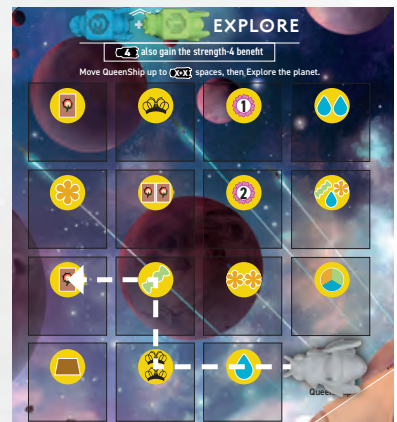 EXPLORE
4 also gain the strength-4 benefit
Move QueenShip up to X+X spaces, then Explore the planet.
1
2